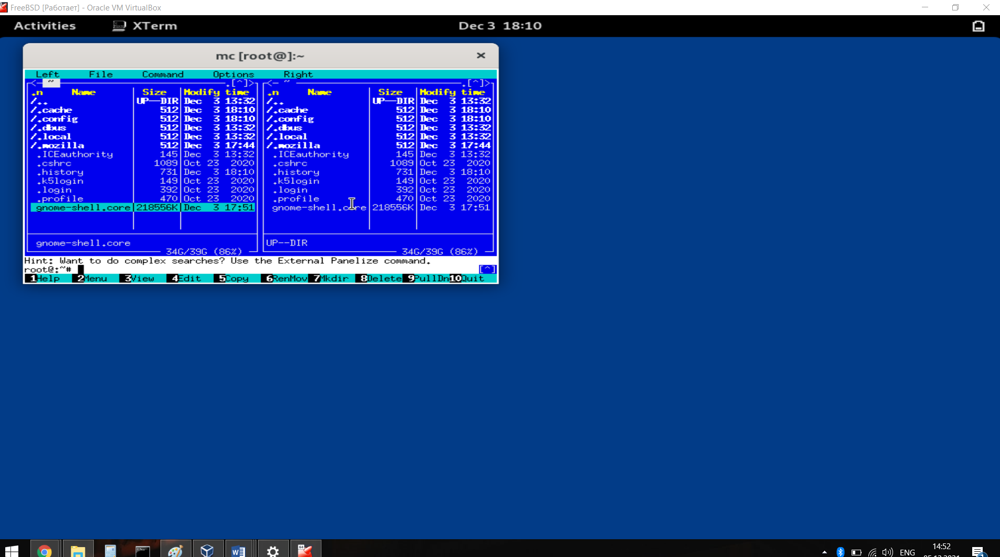 FreeBSD [Работает] - Oracle VM VirtualBox
Activities XTerm Dec 3 18:10
mc [root@]:~
Left File Command Options Right
<- ~ .[^]> <- ~ .[^]>
.n Name Size Modify time .n Name Size Modify time
/.. UP--DIR Dec 3 13:32 /.. UP--DIR Dec 3 13:32
/.cache 512 Dec 3 18:10 /.cache 512 Dec 3 18:10
/.config 512 Dec 3 18:10 /.config 512 Dec 3 18:10
/.dbus 512 Dec 3 13:32 /.dbus 512 Dec 3 13:32
/.local 512 Dec 3 13:32 /.local 512 Dec 3 13:32
/.mozilla 512 Dec 3 17:44 /.mozilla 512 Dec 3 17:44
.ICEauthority 145 Dec 3 13:32 .ICEauthority 145 Dec 3 13:32
.cshrc 1089 Oct 23 2020 .cshrc 1089 Oct 23 2020
.history 731 Dec 3 18:10 .history 731 Dec 3 18:10
.k5login 149 Oct 23 2020 .k5login 149 Oct 23 2020
.login 392 Oct 23 2020 .login 392 Oct 23 2020
.profile 470 Oct 23 2020 .profile 470 Oct 23 2020
gnome-shell.core 218556K Dec 3 17:51 gnome-shell.core 218556K Dec 3 17:51
gnome-shell.core UP--DIR
34G/39G (86%) 34G/39G (86%)
Hint: Want to do complex searches? Use the External Panelize command.
root@:~# [^]
1Help 2Menu 3View 4Edit 5Copy 6RenMov 7Mkdir 8Delete 9PullDn 10Quit
ENG 14:52